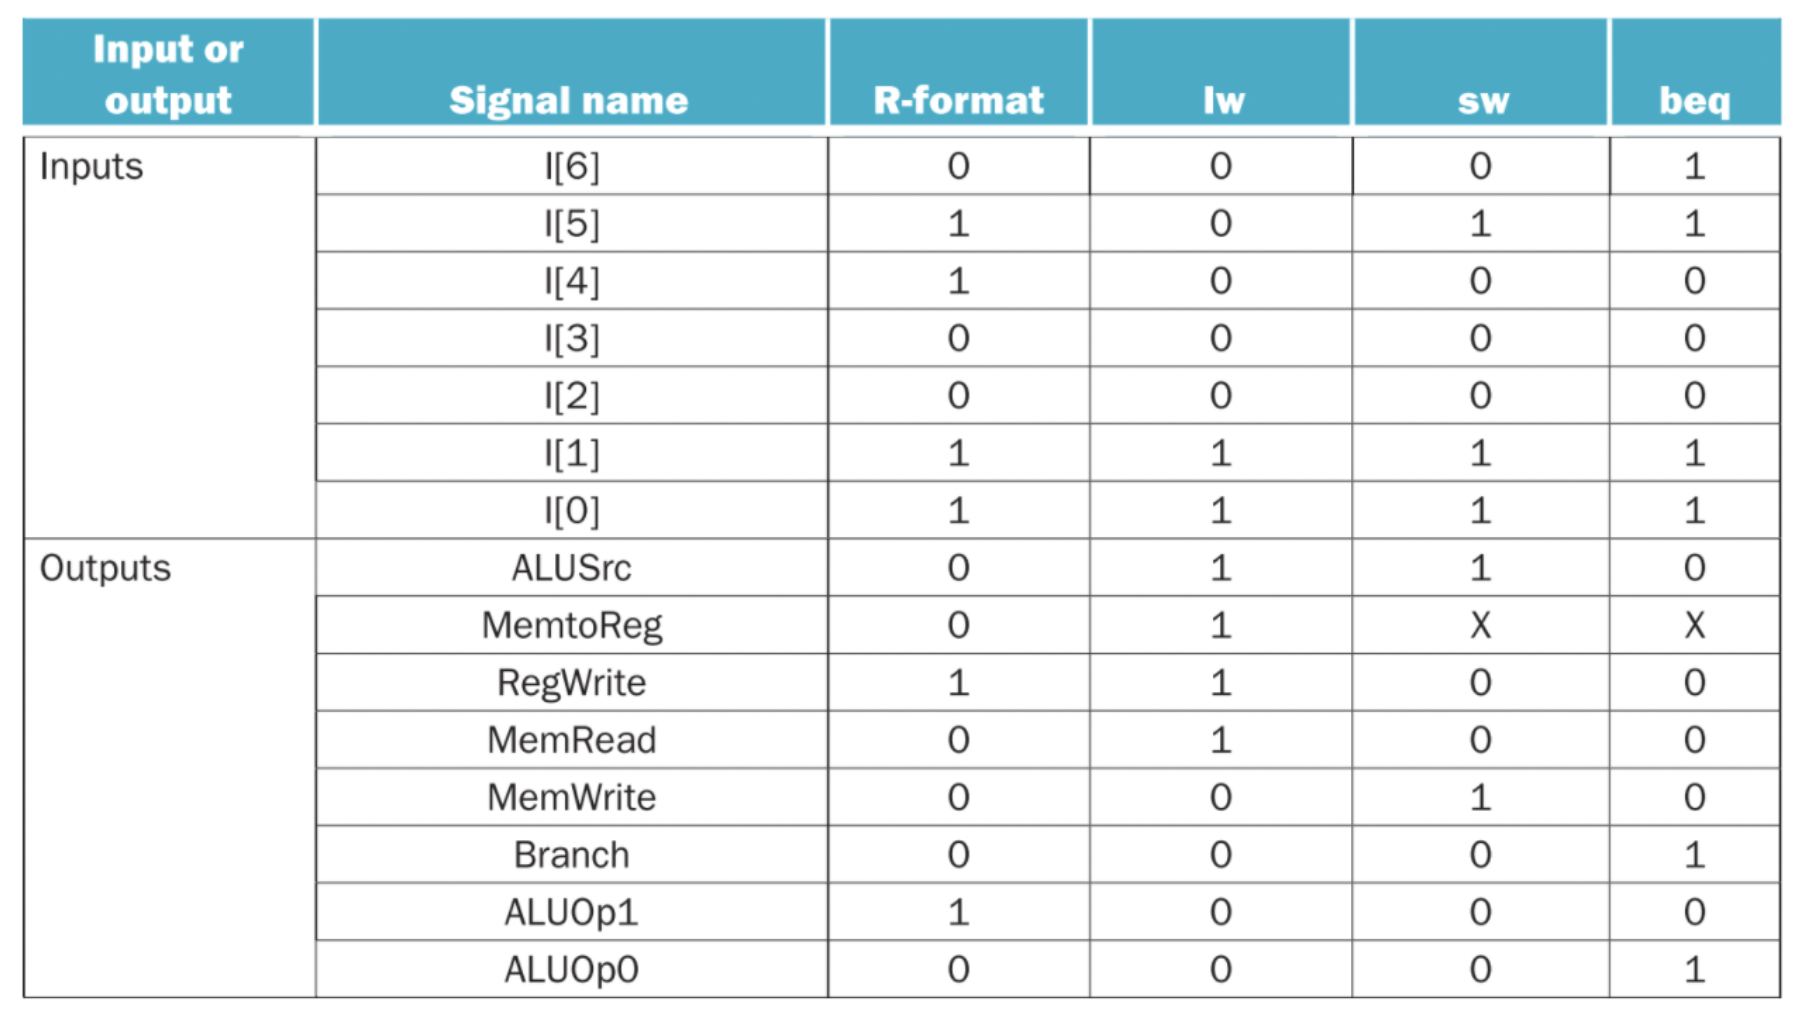 Input or output Signal name R-format lw sw beq
Inputs I[6] 0 0 0 1
I[5] 1 0 1 1
I[4] 1 0 0 0
I[3] 0 0 0 0
I[2] 0 0 0 0
I[1] 1 1 1 1
I[0] 1 1 1 1
Outputs ALUSrc 0 1 1 0
MemtoReg 0 1 X X
RegWrite 1 1 0 0
MemRead 0 1 0 0
MemWrite 0 0 1 0
Branch 0 0 0 1
ALUOp1 1 0 0 0
ALUOp0 0 0 0 1